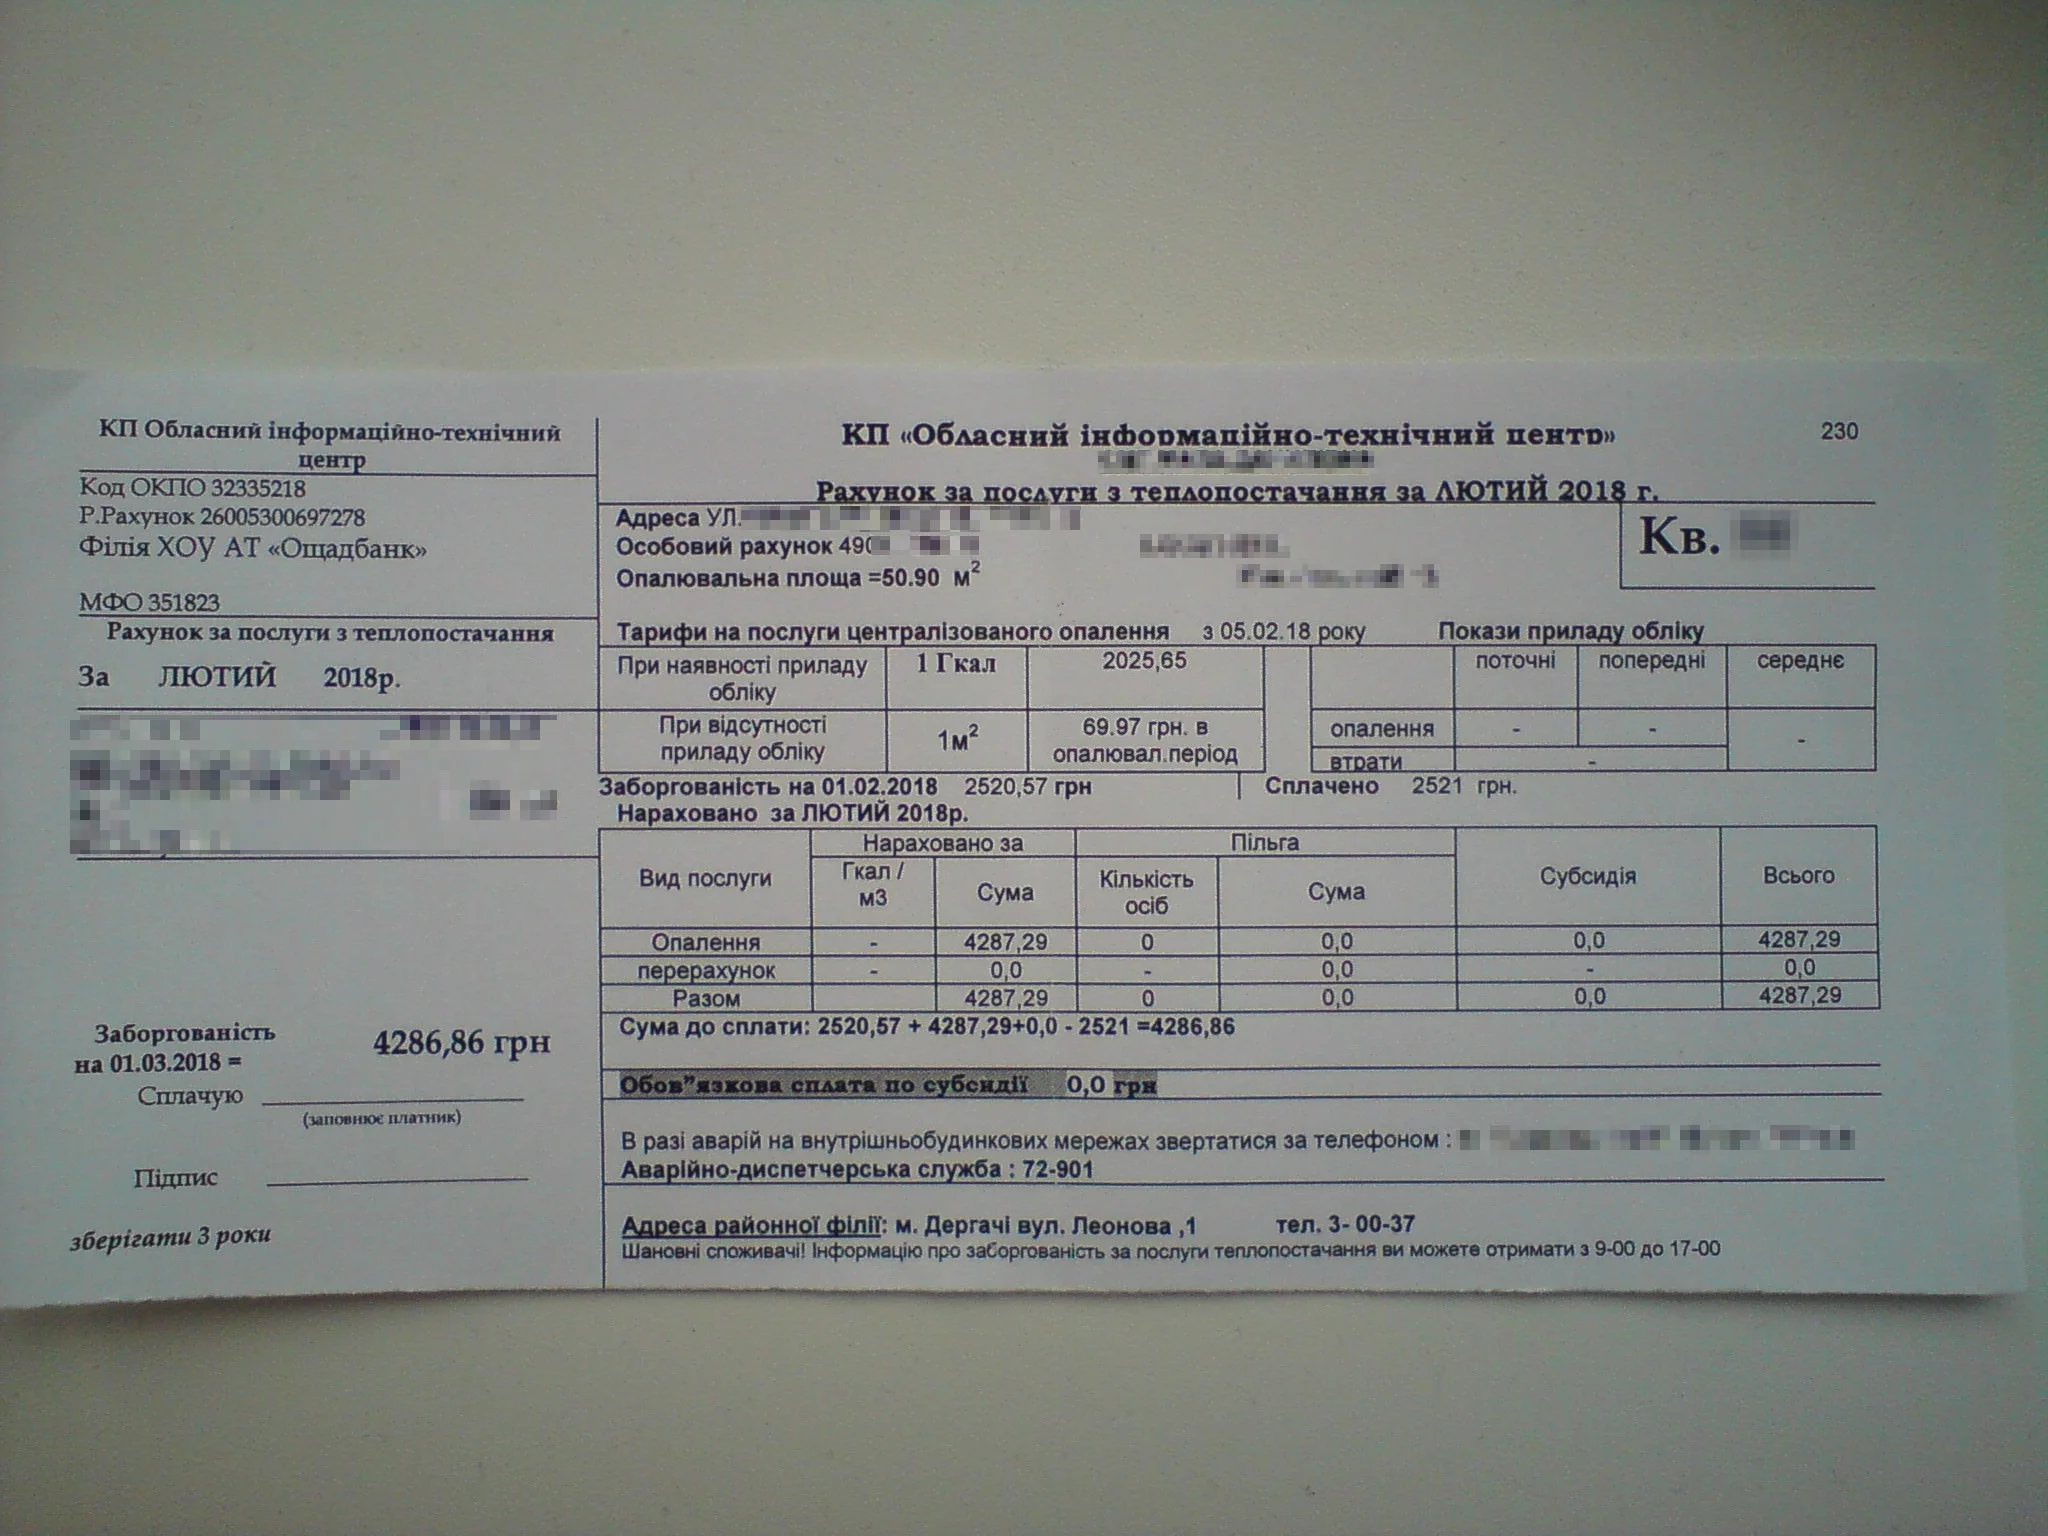 КП Обласний інформаційно-технічний
центр
Код ОКПО 32335218
Р.Рахунок 26005300697278
Філія ХОУ АТ «Ощадбанк»
МФО 351823
Рахунок за послуги з теплопостачання
За ЛЮТИЙ 2018р.
Заборгованість
на 01.03.2018 = 4286,86 грн
Сплачую
(заповнює платник)
Підпис
зберігати 3 роки
КП «Обласний інформаційно-технічний центр» 230
Рахунок за послуги з теплопостачання за ЛЮТИЙ 2018 г.
Адреса УЛ.
Кв.
Особовий рахунок 490
Опалювальна площа =50.90 м²
Тарифи на послуги централізованого опалення з 05.02.18 року Покази приладу обліку
При наявності приладу обліку 1 Гкал 2025,65
поточні попередні середнє
При відсутності приладу обліку 1м² 69.97 грн. в опалювал.період
опалення - - -
втрати -
Заборгованість на 01.02.2018 2520,57 грн Сплачено 2521 грн.
Нараховано за ЛЮТИЙ 2018р.
Вид послуги Нараховано за Пільга Субсидія Всього
Гкал / м3 Сума Кількість осіб Сума
Опалення - 4287,29 0 0,0 0,0 4287,29
перерахунок - 0,0 - 0,0 - 0,0
Разом 4287,29 0 0,0 0,0 4287,29
Сума до сплати: 2520,57 + 4287,29+0,0 - 2521 =4286,86
Обов"язкова сплата по субсидії 0,0 грн
В разі аварій на внутрішньобудинкових мережах звертатися за телефоном :
Аварійно-диспетчерська служба : 72-901
Адреса районної філії: м. Дергачі вул. Леонова ,1 тел. 3- 00-37
Шановні споживачі! Інформацію про заборгованість за послуги теплопостачання ви можете отримати з 9-00 до 17-00